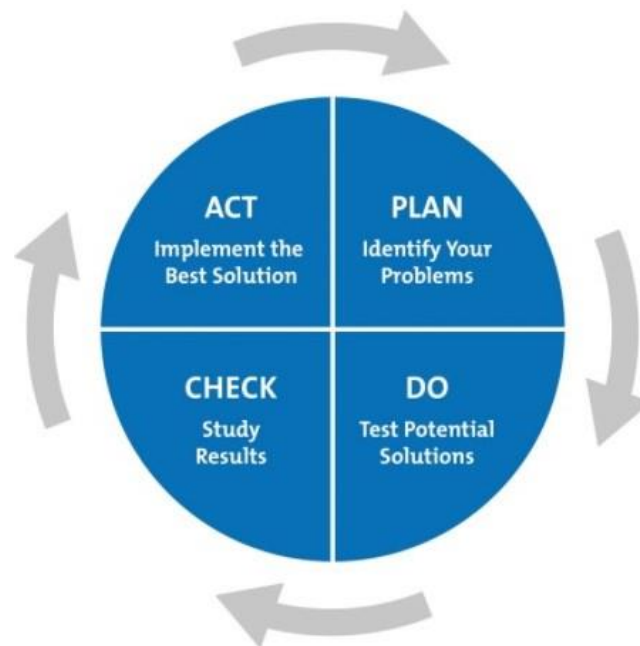 ACT
Implement the
Best Solution
PLAN
Identify Your
Problems
CHECK
Study
Results
DO
Test Potential
Solutions